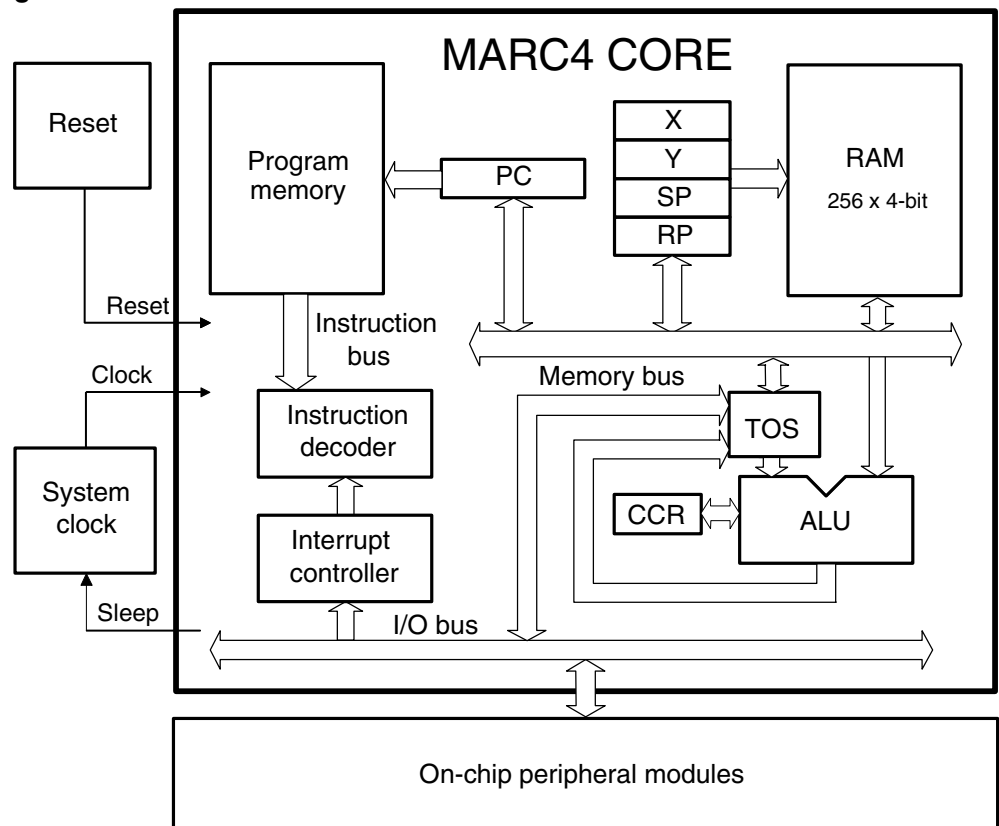 MARC4 CORE
Reset
Program
memory
PC
X
Y
SP
RP
RAM
256 x 4-bit
Reset
Instruction
bus
Clock
Memory bus
Instruction
decoder
TOS
System
clock
CCR
ALU
Interrupt
controller
Sleep
I/O bus
On-chip peripheral modules